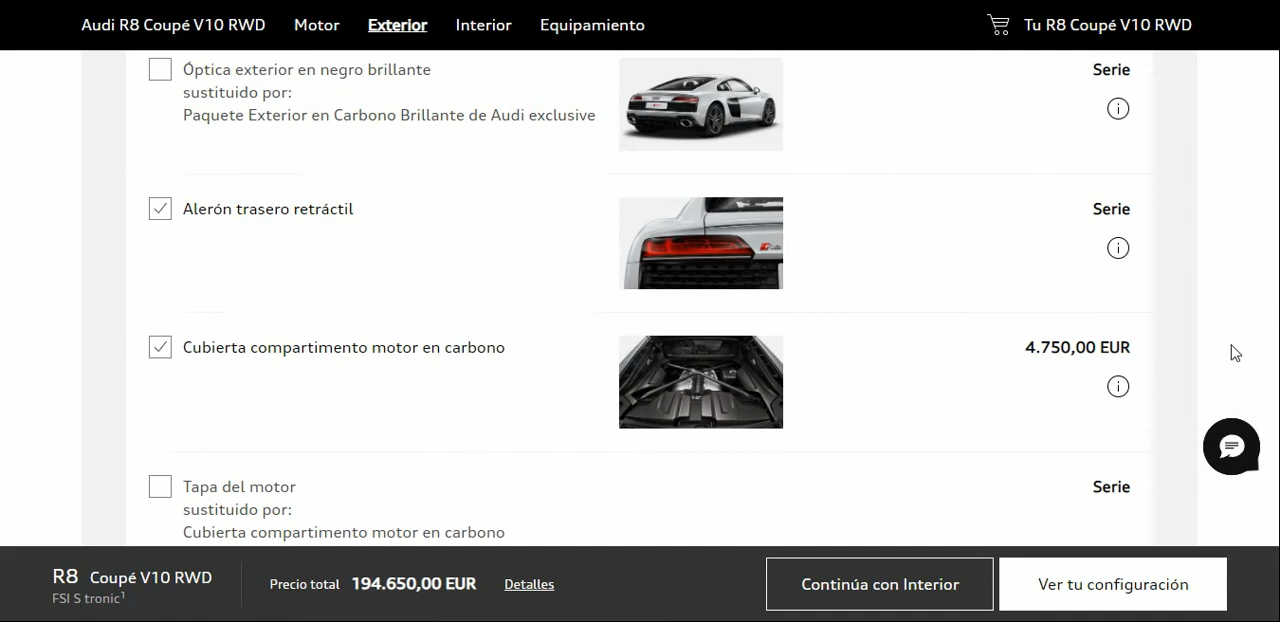 Audi R8 Coupé V10 RWD Motor Exterior Interior Equipamiento Tu R8 Coupé V10 RWD
Óptica exterior en negro brillante Serie
sustituido por:
Paquete Exterior en Carbono Brillante de Audi exclusive
Alerón trasero retráctil Serie
Cubierta compartimento motor en carbono 4.750,00 EUR
Tapa del motor Serie
sustituido por:
Cubierta compartimento motor en carbono
R8 Coupé V10 RWD
FSI S tronic¹
Precio total 194.650,00 EUR Detalles
Continúa con Interior
Ver tu configuración